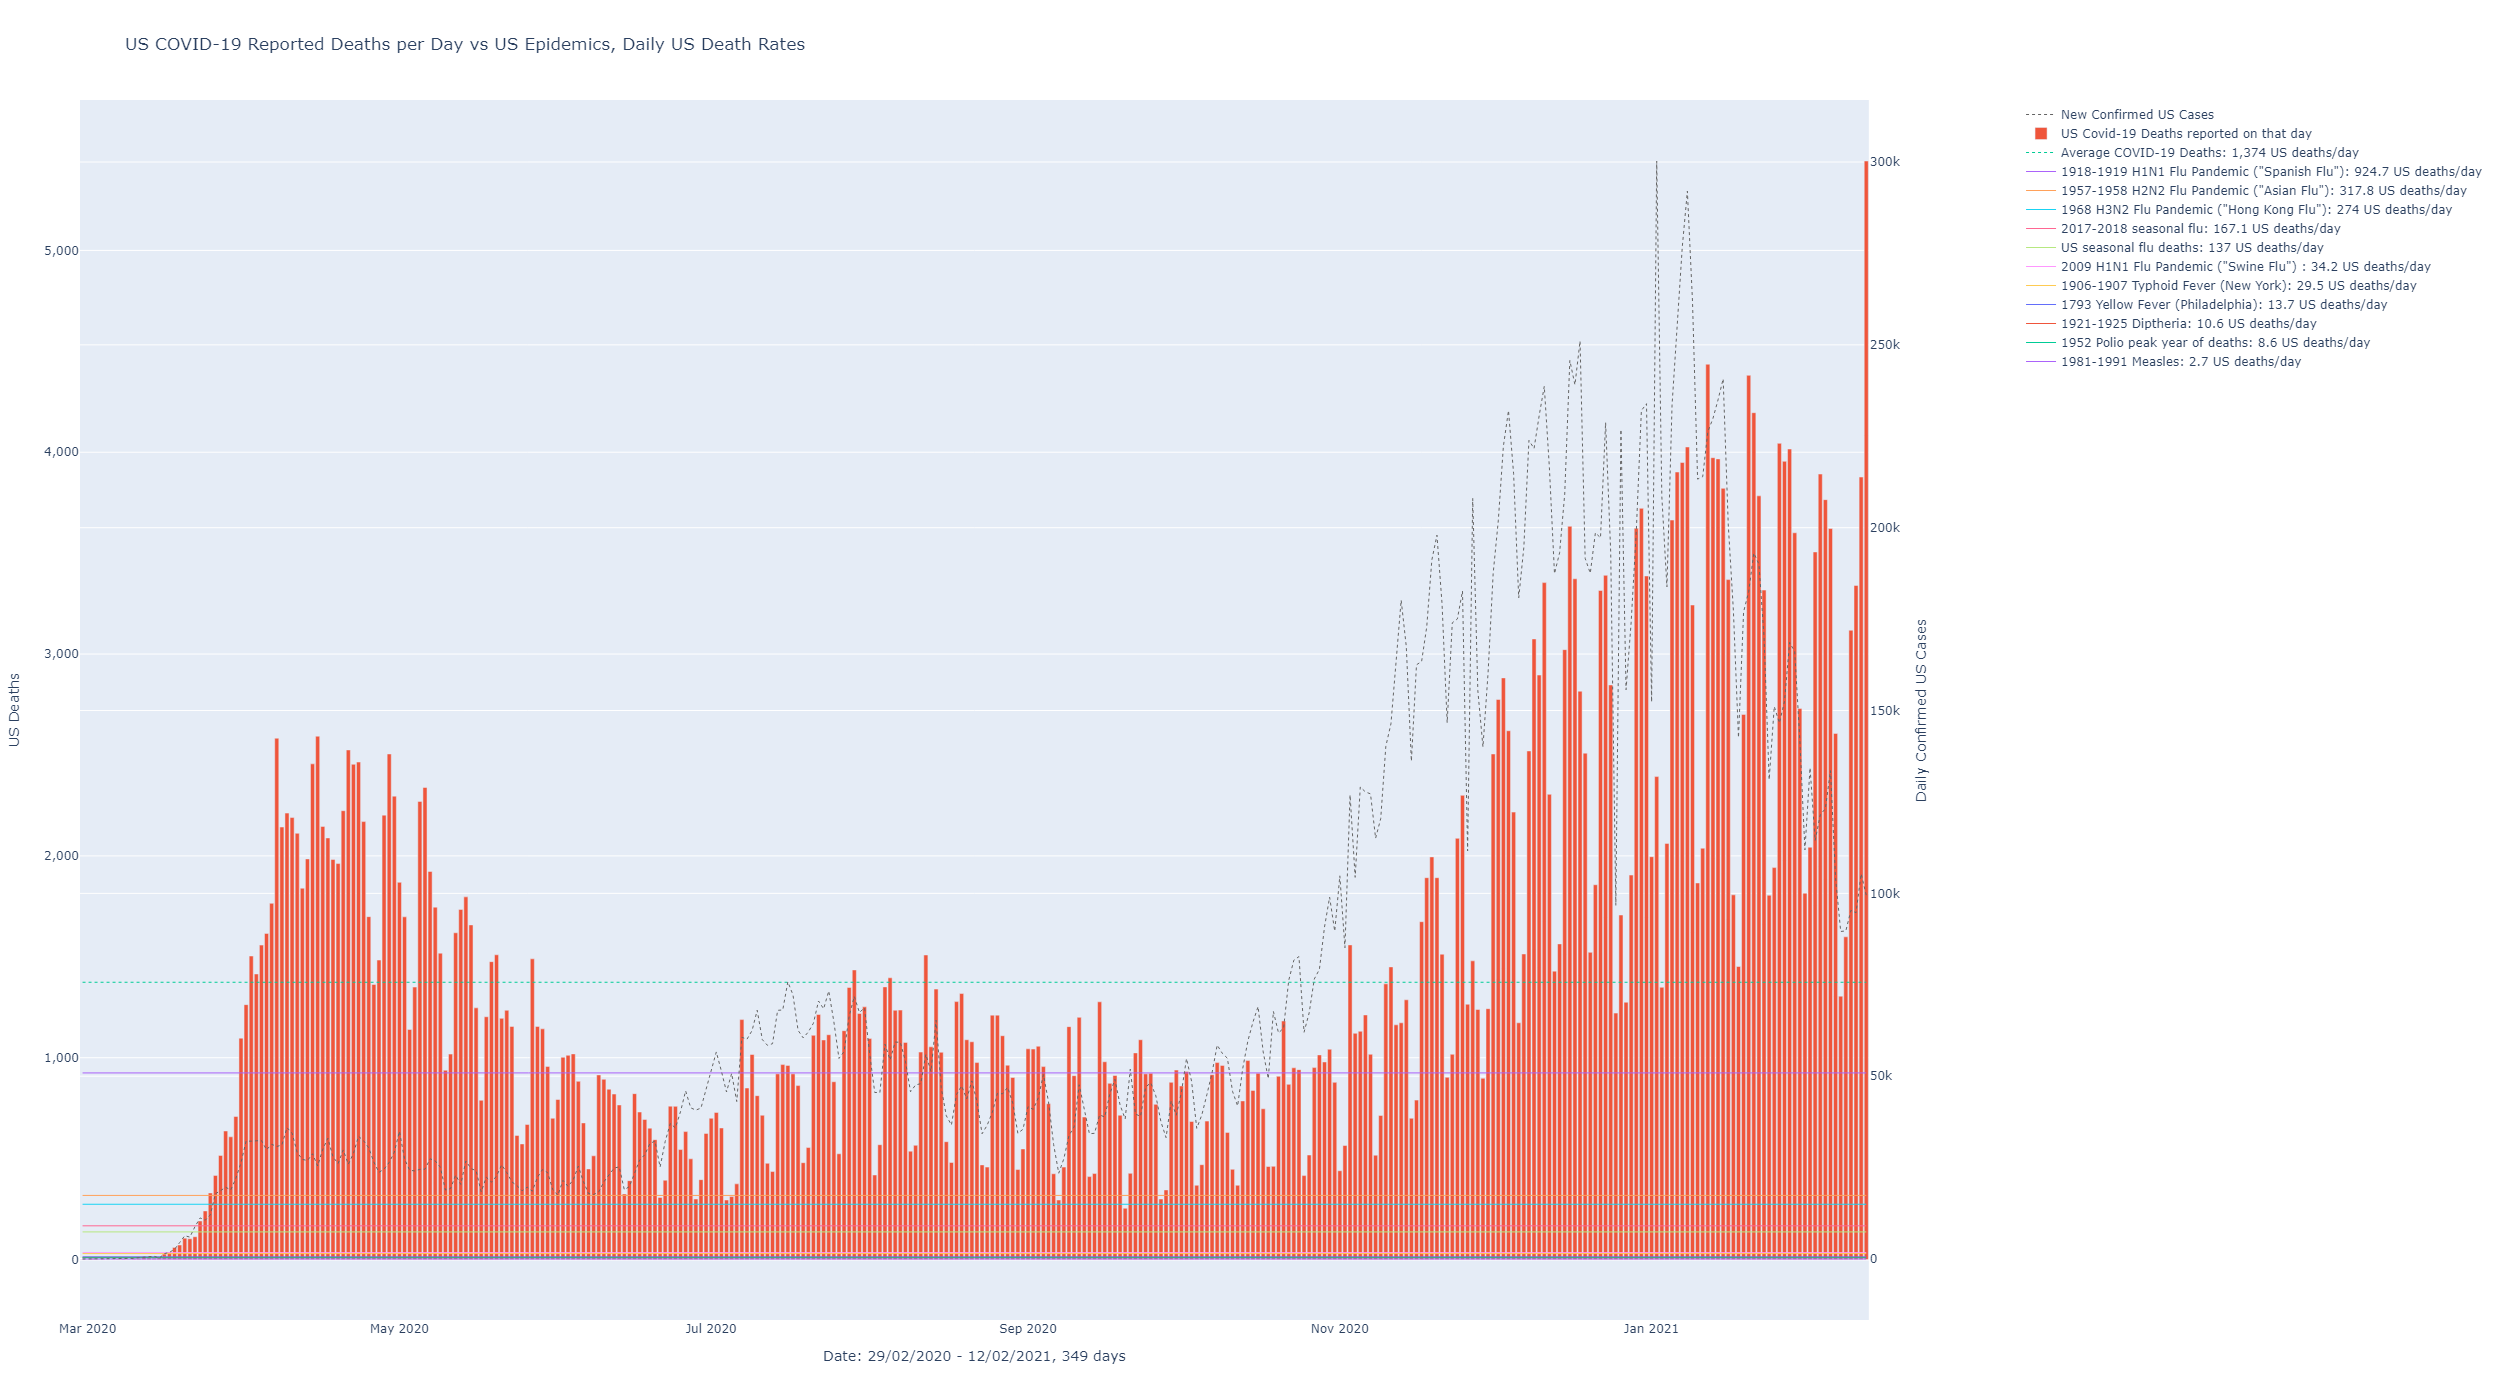 US COVID-19 Reported Deaths per Day vs US Epidemics, Daily US Death Rates
New Confirmed US Cases
US Covid-19 Deaths reported on that day
Average COVID-19 Deaths: 1,374 US deaths/day
1918-1919 H1N1 Flu Pandemic ("Spanish Flu"): 924.7 US deaths/day
1957-1958 H2N2 Flu Pandemic ("Asian Flu"): 317.8 US deaths/day
1968 H3N2 Flu Pandemic ("Hong Kong Flu"): 274 US deaths/day
2017-2018 seasonal flu: 167.1 US deaths/day
US seasonal flu deaths: 137 US deaths/day
2009 H1N1 Flu Pandemic ("Swine Flu") : 34.2 US deaths/day
1906-1907 Typhoid Fever (New York): 29.5 US deaths/day
1793 Yellow Fever (Philadelphia): 13.7 US deaths/day
1921-1925 Diptheria: 10.6 US deaths/day
1952 Polio peak year of deaths: 8.6 US deaths/day
1981-1991 Measles: 2.7 US deaths/day
US Deaths
5,000
4,000
3,000
2,000
1,000
0
300k
250k
200k
150k
100k
50k
0
Daily Confirmed US Cases
Mar 2020
May 2020
Jul 2020
Sep 2020
Nov 2020
Jan 2021
Date: 29/02/2020 - 12/02/2021, 349 days